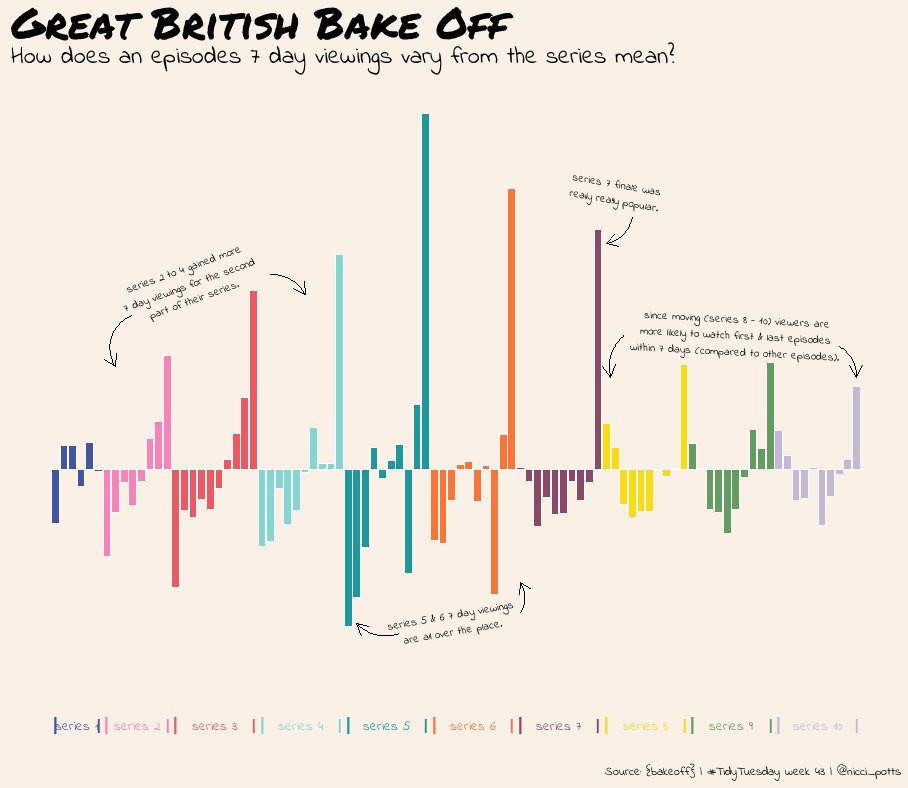 GREAT BRITISH BAKE OFF
How does an episodes 7 day viewings vary from the series mean?
series 7 finale was
really really popular.
series 2 to 4 gained more
7 day viewings for the second
part of their series.
since moving (series 8 - 10) viewers are
more likely to watch first & last episodes
within 7 days (compared to other episodes).
series 5 & 6 7 day viewings
are all over the place.
series 1
series 2
series 3
series 4
series 5
series 6
series 7
series 8
series 9
series 10
Source: {bakeoff} | #TidyTuesday week 43 | @nicci_potts